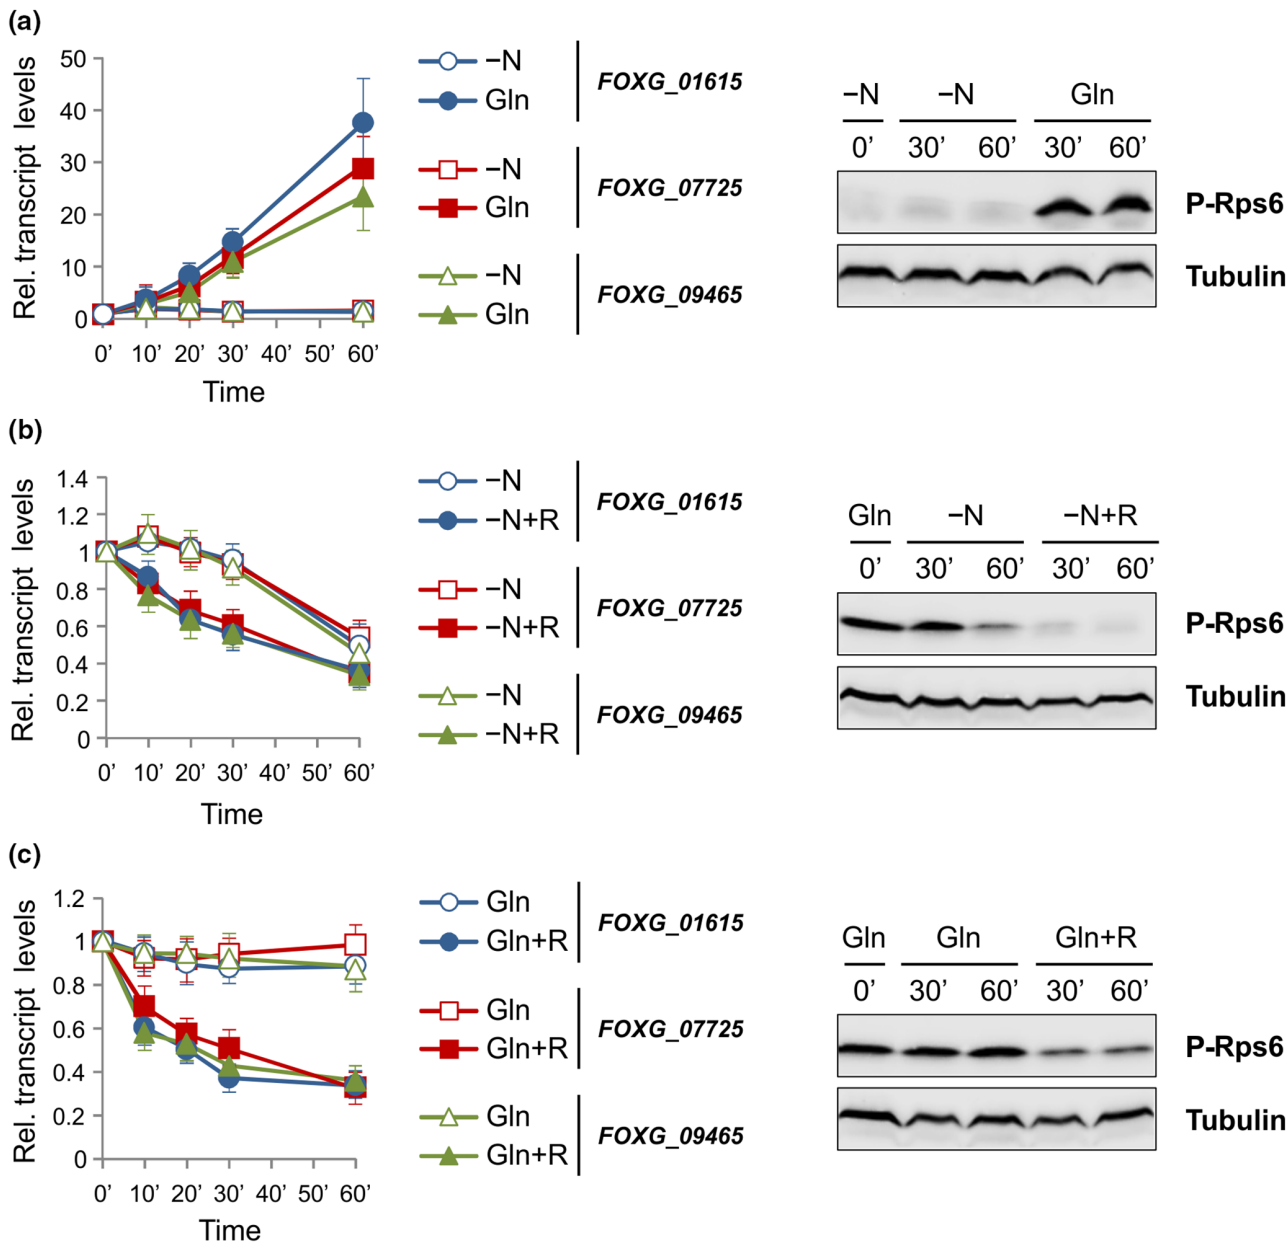 (a)
Rel. transcript levels
50
40
30
20
10
0
0’ 10’ 20’ 30’ 40’ 50’ 60’
Time
−N
Gln
FOXG_01615
−N
Gln
FOXG_07725
−N
Gln
FOXG_09465
−N −N Gln
0’ 30’ 60’ 30’ 60’
P-Rps6
Tubulin
(b)
Rel. transcript levels
1.4
1.2
1
0.8
0.6
0.4
0.2
0
0’ 10’ 20’ 30’ 40’ 50’ 60’
Time
−N
−N+R
FOXG_01615
−N
−N+R
FOXG_07725
−N
−N+R
FOXG_09465
Gln −N −N+R
0’ 30’ 60’ 30’ 60’
P-Rps6
Tubulin
(c)
Rel. transcript levels
1.2
1
0.8
0.6
0.4
0.2
0
0’ 10’ 20’ 30’ 40’ 50’ 60’
Time
Gln
Gln+R
FOXG_01615
Gln
Gln+R
FOXG_07725
Gln
Gln+R
FOXG_09465
Gln Gln Gln+R
0’ 30’ 60’ 30’ 60’
P-Rps6
Tubulin